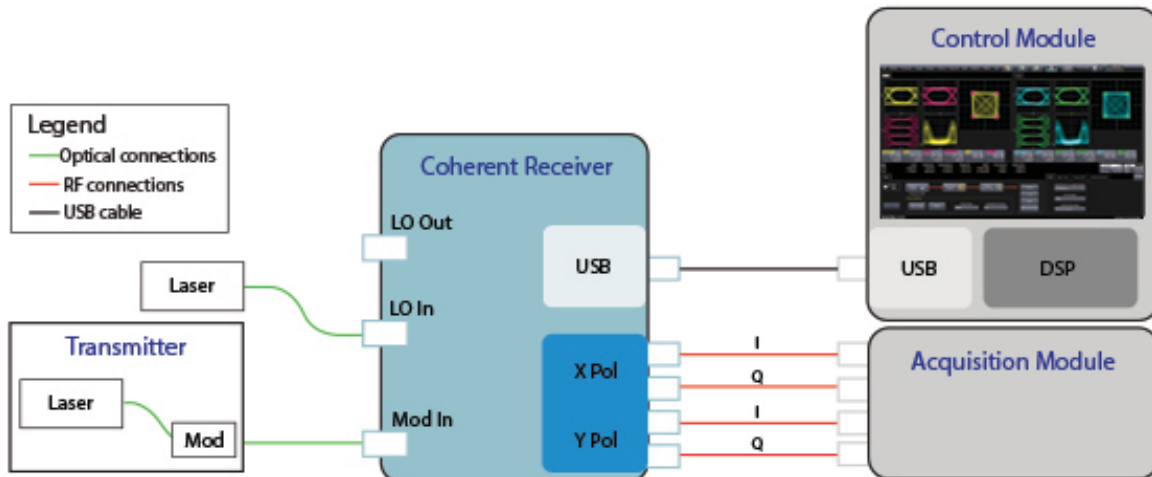 Control Module
Legend
Optical connections
RF connections
USB cable
Coherent Receiver
LO Out
USB
USB
DSP
Laser
LO In
Transmitter
Laser
Mod
Mod In
X Pol
Y Pol
I
Q
I
Q
Acquisition Module